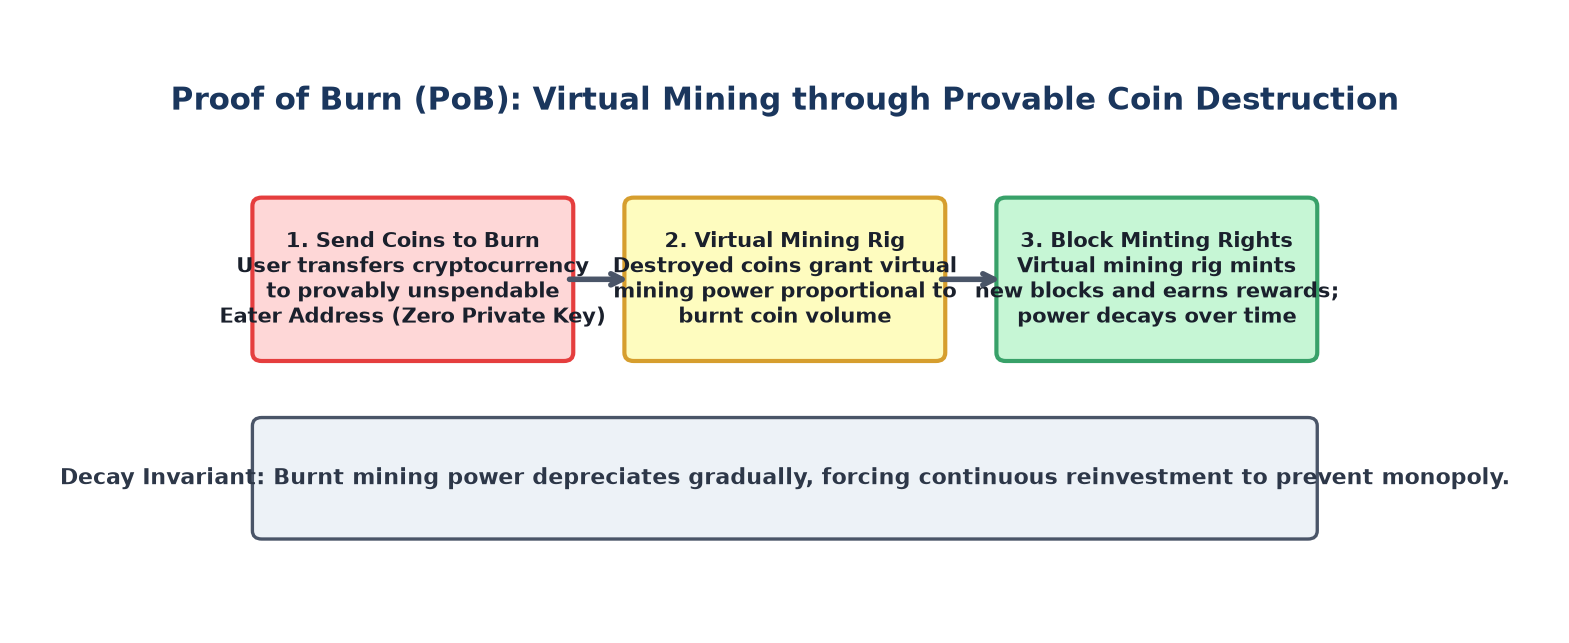 Proof of Burn (PoB): Virtual Mining through Provable Coin Destruction
1. Send Coins to Burn
User transfers cryptocurrency
to provably unspendable
Eater Address (Zero Private Key)
2. Virtual Mining Rig
Destroyed coins grant virtual
mining power proportional to
burnt coin volume
3. Block Minting Rights
Virtual mining rig mints
new blocks and earns rewards;
power decays over time
Decay Invariant: Burnt mining power depreciates gradually, forcing continuous reinvestment to prevent monopoly.